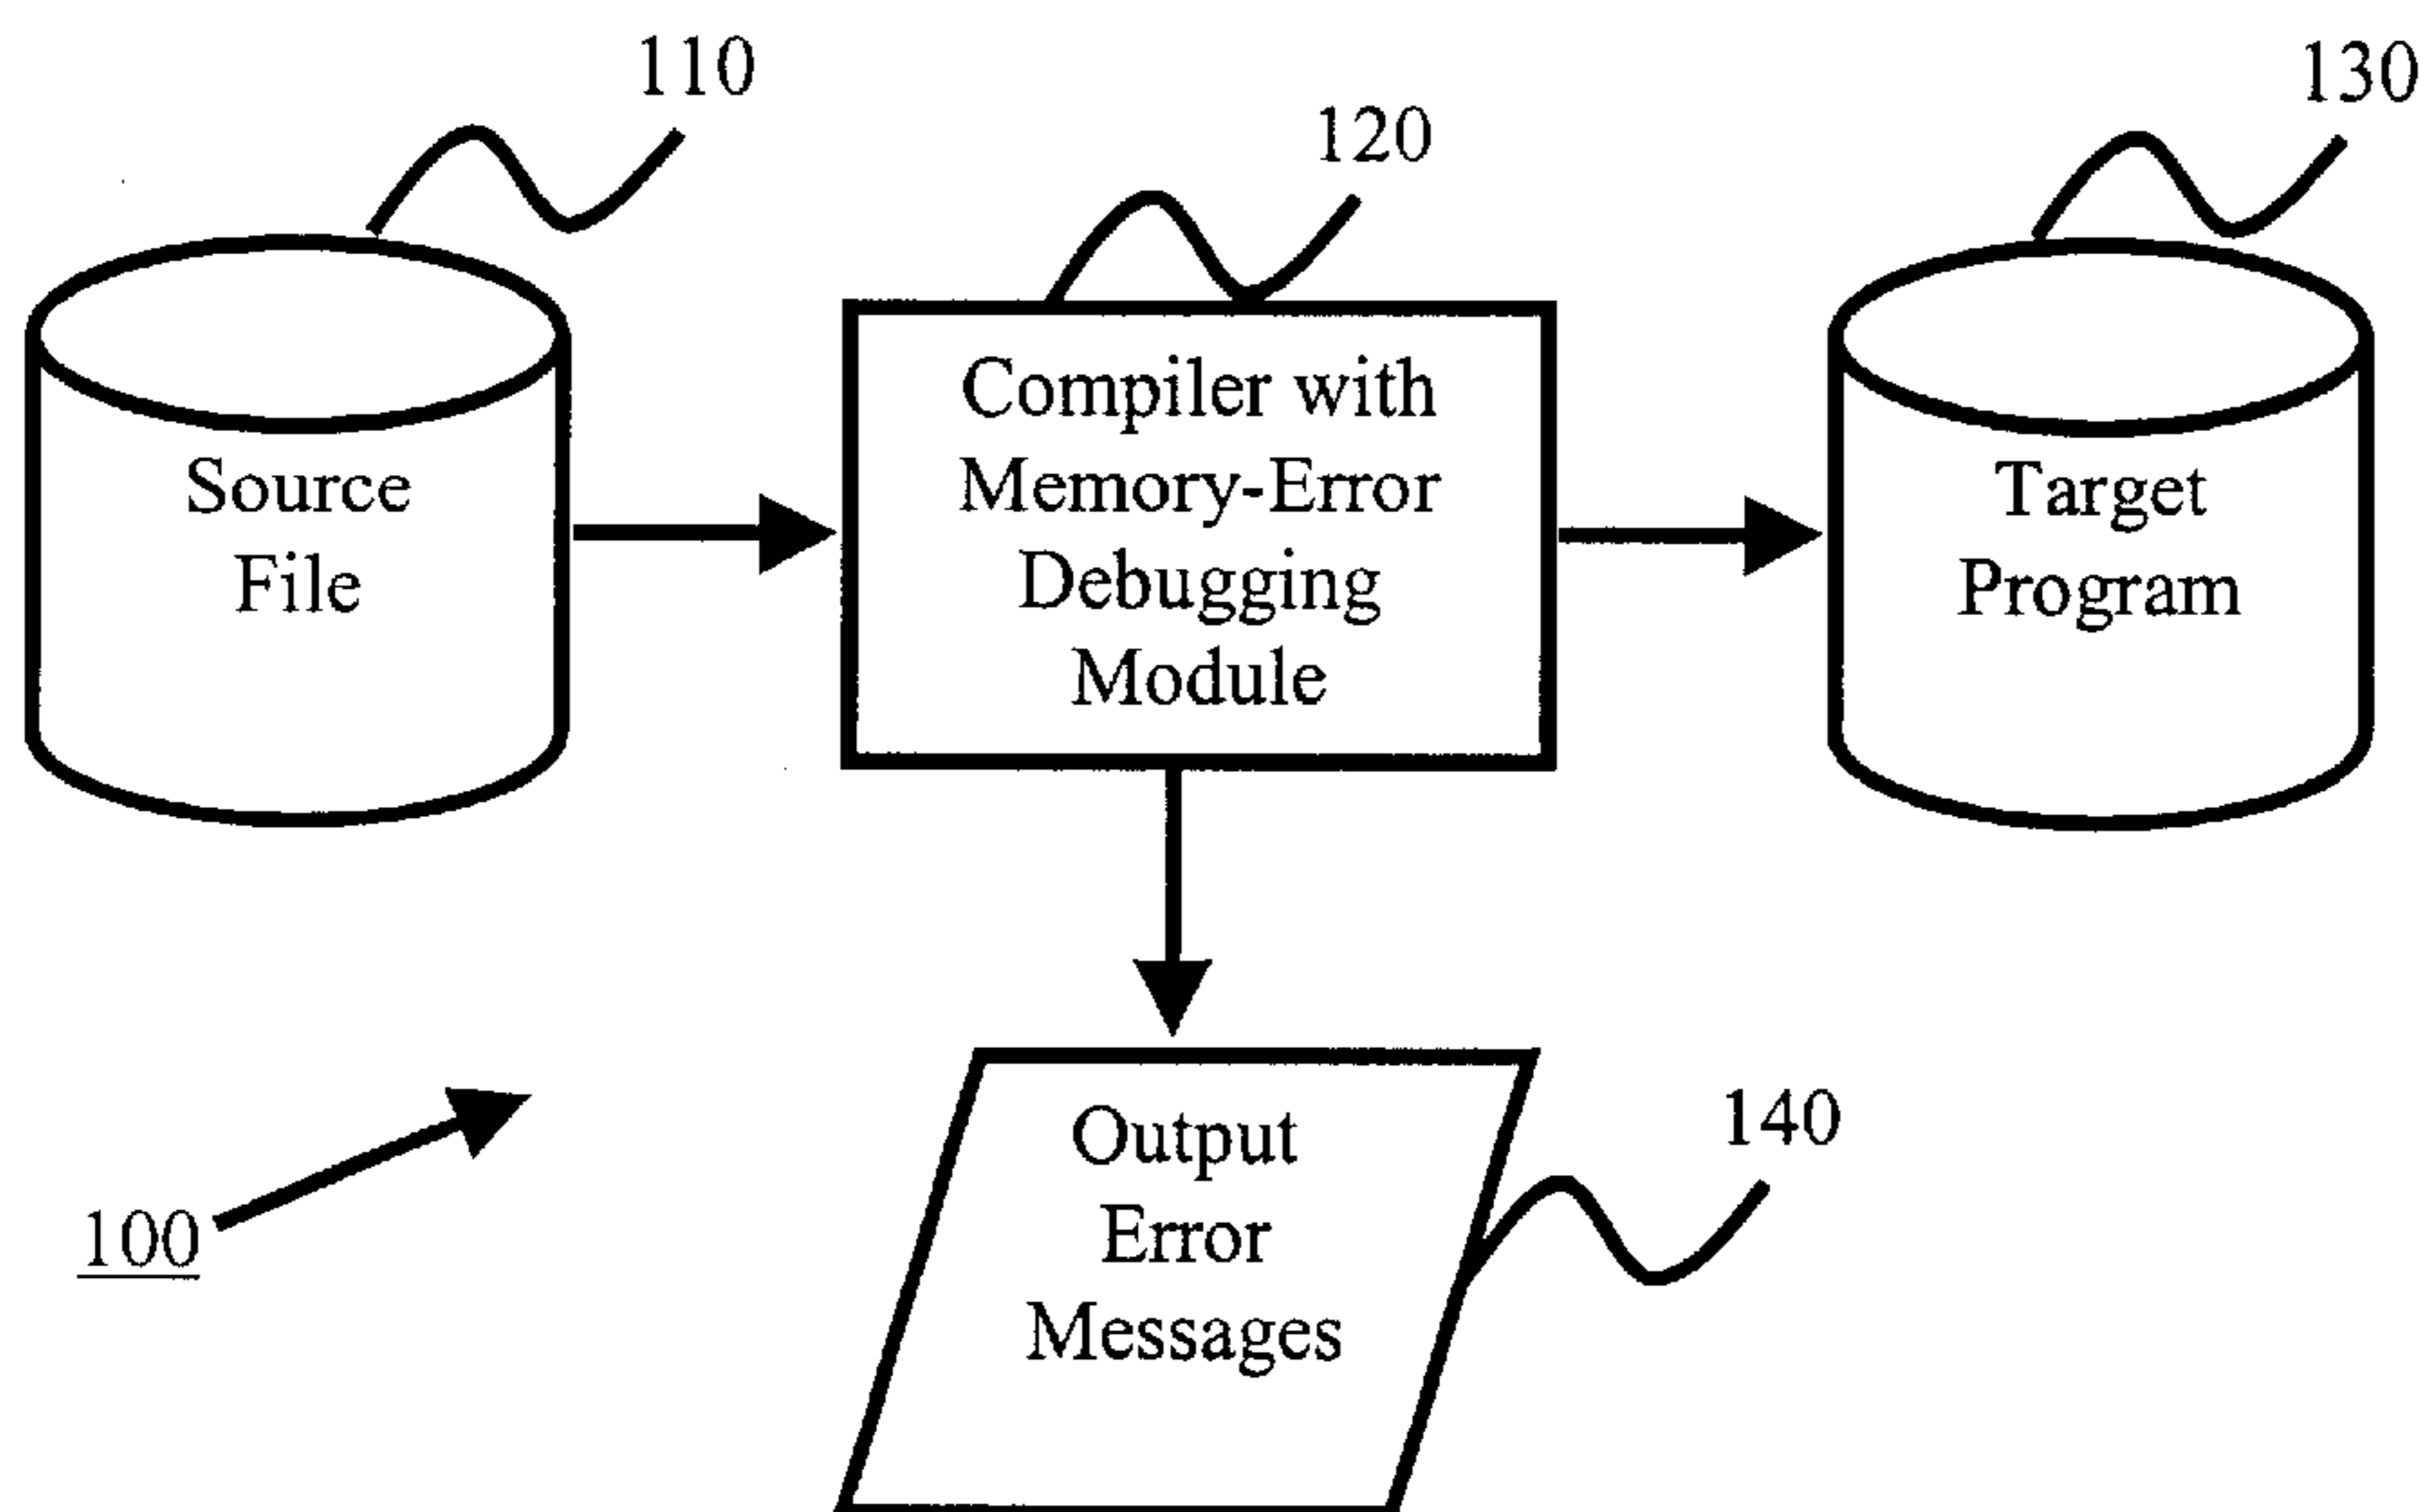 110
120
130
Source
File
Compiler with
Memory-Error
Debugging
Module
Target
Program
Output
Error
Messages
140
100